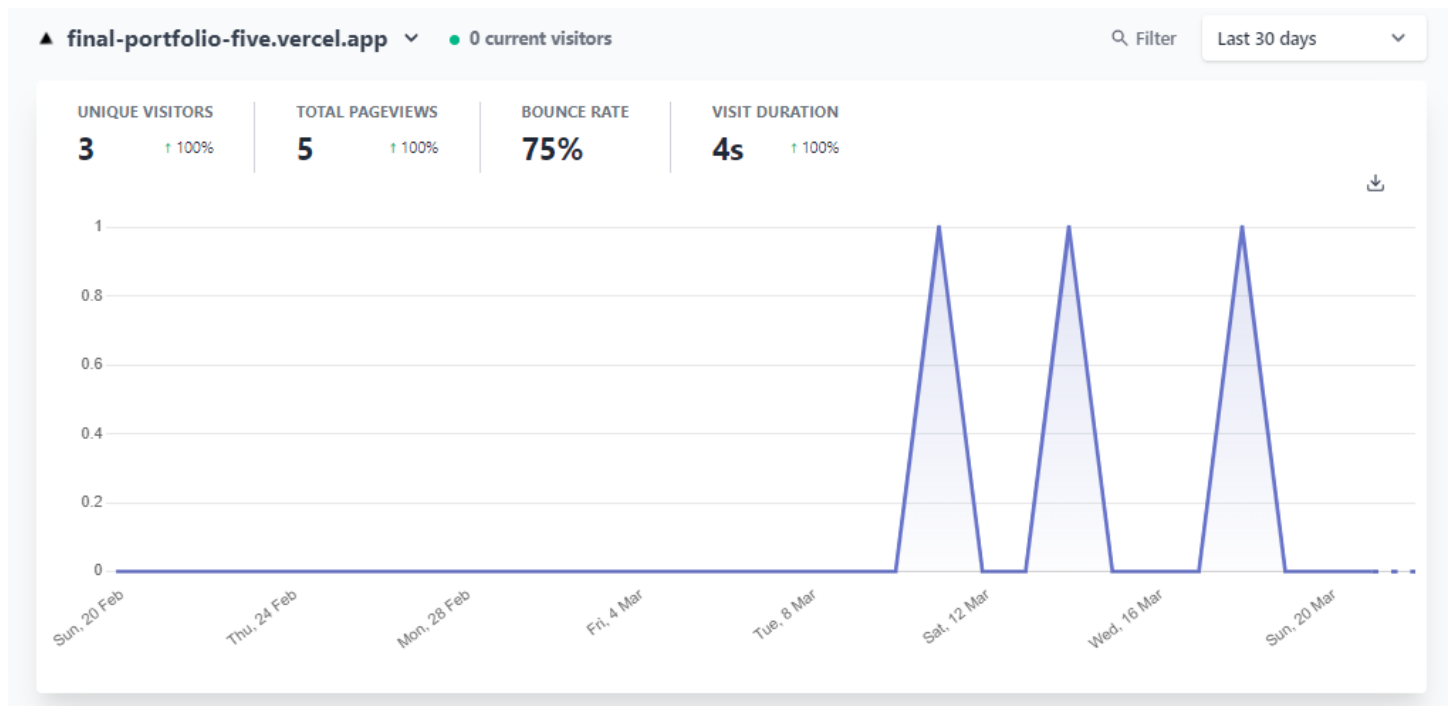 final-portfolio-five.vercel.app 0 current visitors Filter Last 30 days
UNIQUE VISITORS TOTAL PAGEVIEWS BOUNCE RATE VISIT DURATION
3 ↑ 100% 5 ↑ 100% 75% 4s ↑ 100%
1
0.8
0.6
0.4
0.2
0
Sun, 20 Feb Thu, 24 Feb Mon, 28 Feb Fri, 4 Mar Tue, 8 Mar Sat, 12 Mar Wed, 16 Mar Sun, 20 Mar